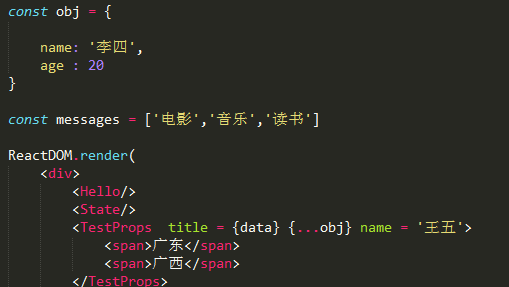 const obj = {
name: '李四',
age : 20
}
const messages = ['电影','音乐','读书']
ReactDOM.render(
<div>
<Hello/>
<State/>
<TestProps  title = {data} {...obj} name = '王五'>
<span>广东</span>
<span>广西</span>
</TestProps>